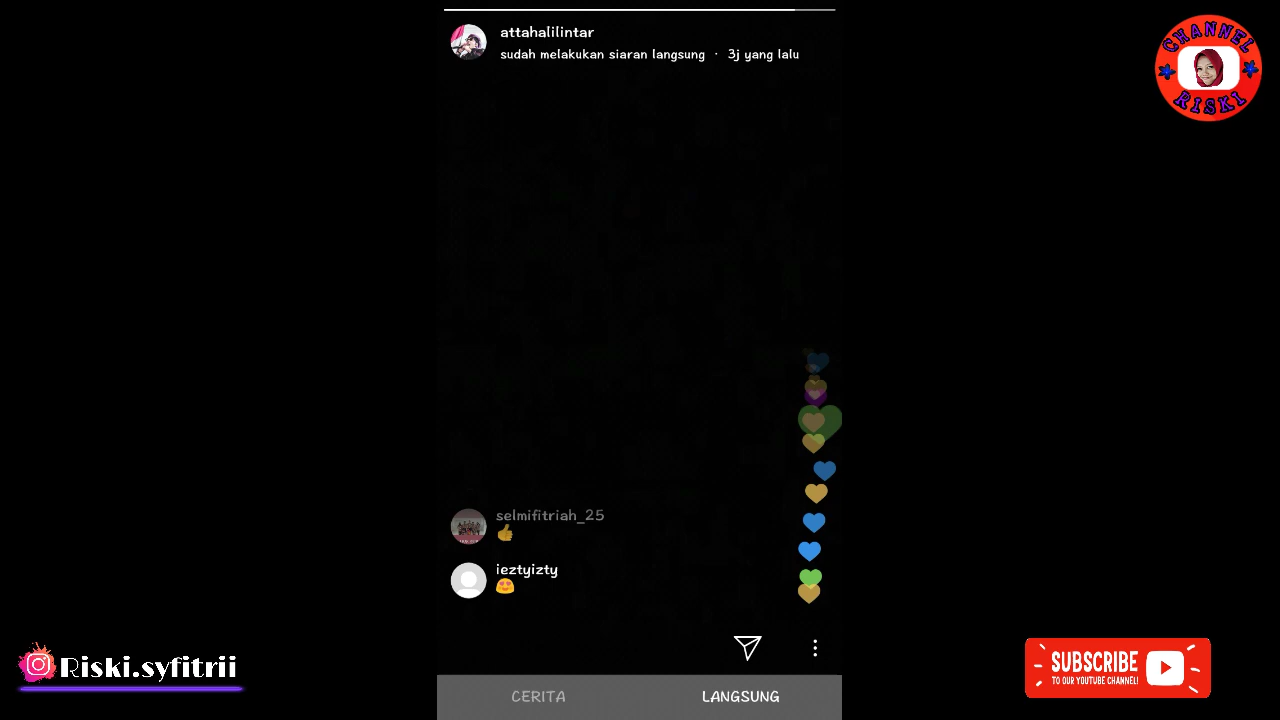 attahalilintar
sudah melakukan siaran langsung · 3j yang lalu
CHANNEL
RISKI
selmifitriah_25
ieztyizty
Riski.syfitrii
SUBSCRIBE
TO OUR YOUTUBE CHANNEL!
CERITA
LANGSUNG